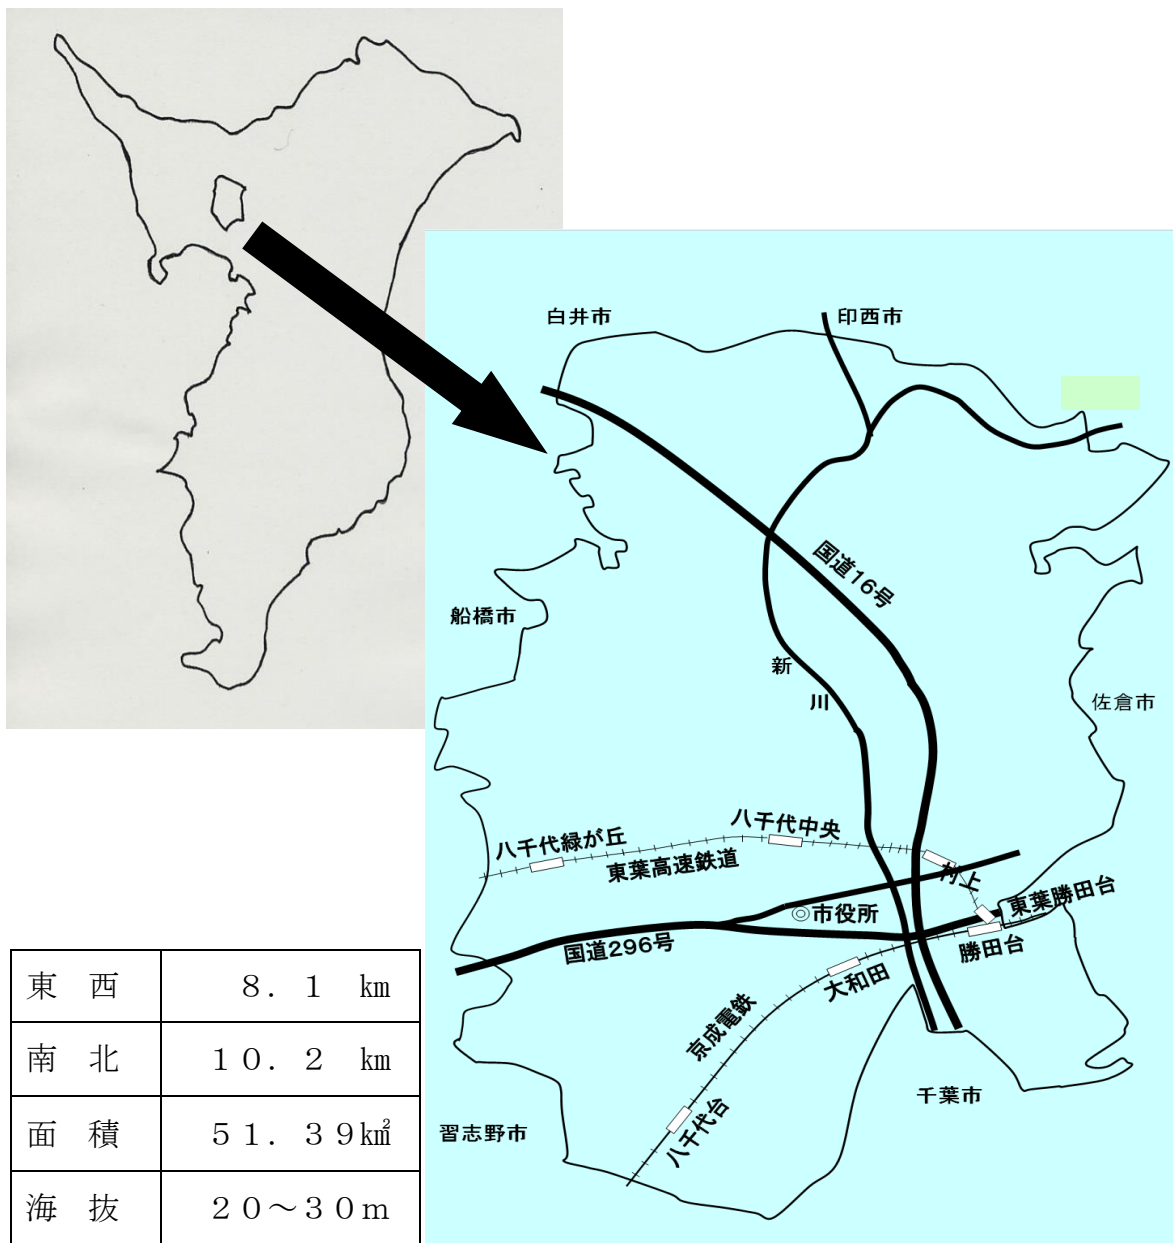 白井市
印西市
国道16号
船橋市
新
川
佐倉市
八千代緑が丘
八千代中央
東葉高速鉄道
村上
東葉勝田台
市役所
国道296号
勝田台
大和田
京成電鉄
八千代台
千葉市
習志野市
東　西　８．１　㎞
南　北　１０．２　㎞
面　積　５１．３９㎢
海　抜　２０～３０ｍ